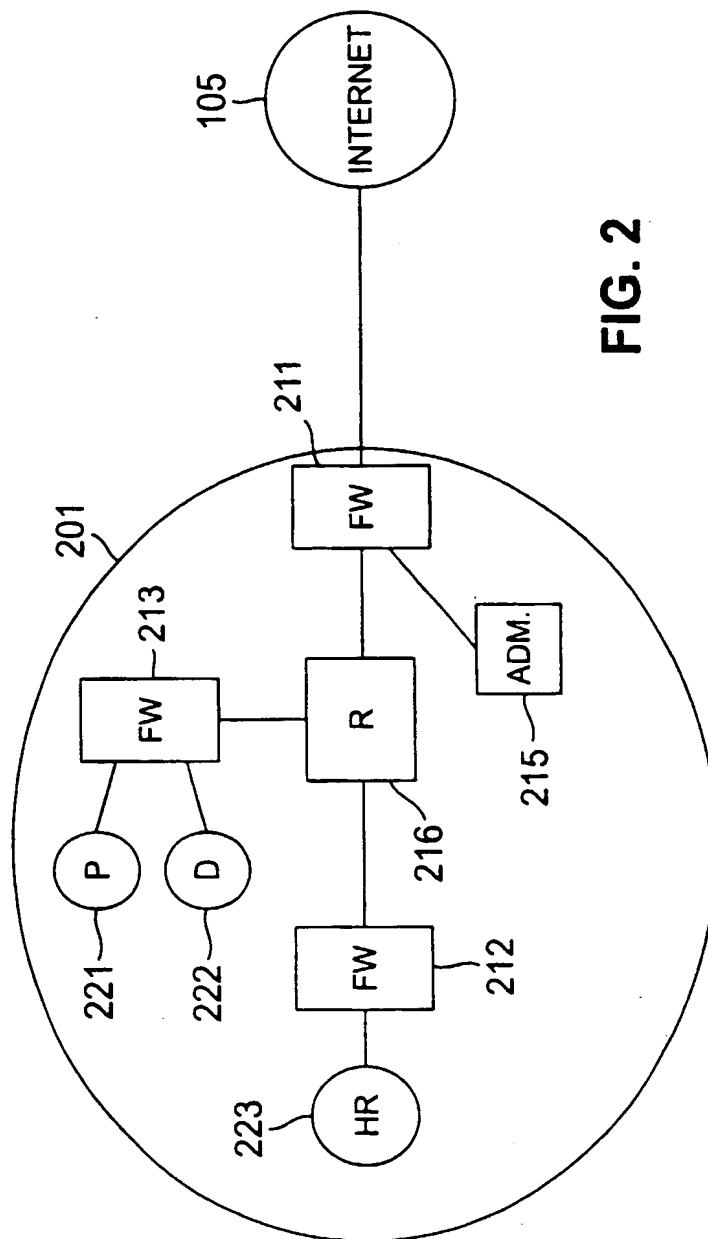 201
213
FW
P
221
D
222
R
216
FW
211
INTERNET
105
HR
223
FW
212
ADM.
215
FIG. 2